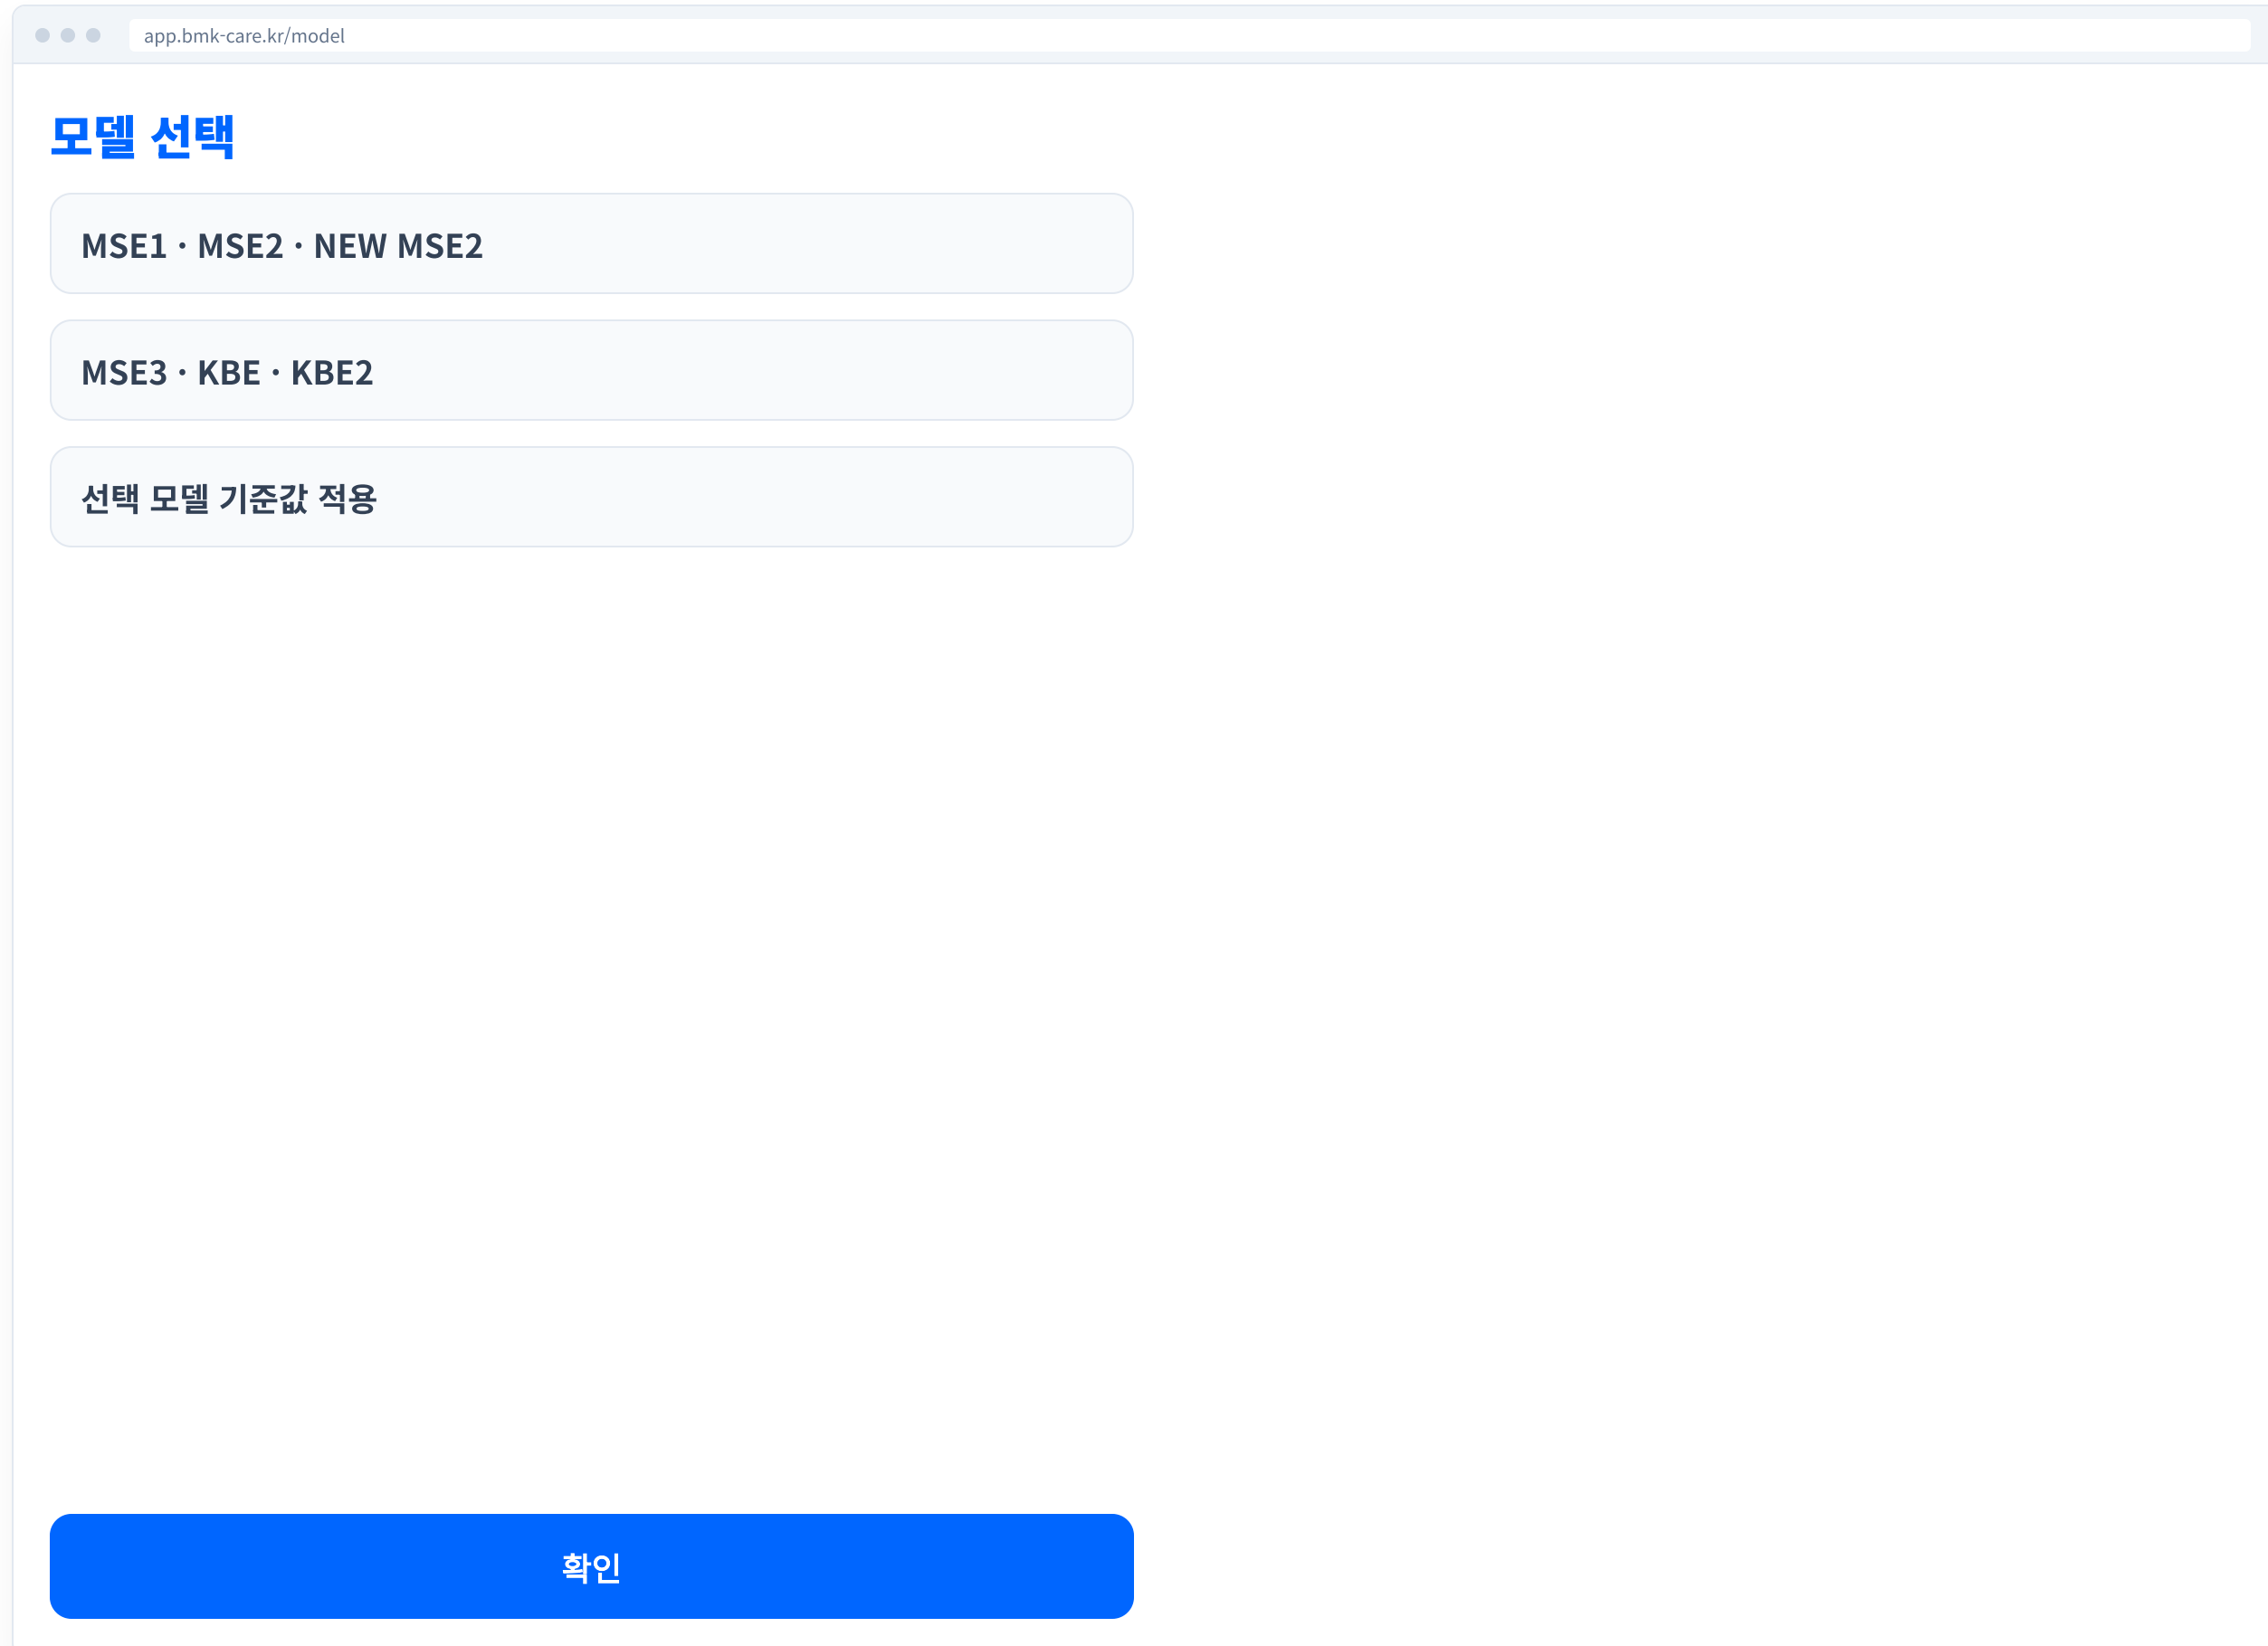 app.bmk-care.kr/model
모델 선택
MSE1 · MSE2 · NEW MSE2
MSE3 · KBE · KBE2
선택 모델 기준값 적용
확인